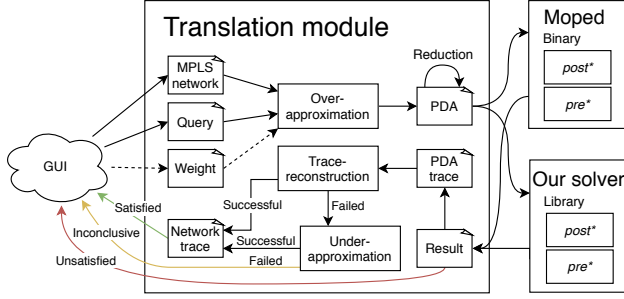 Translation module
Moped
Binary
post*
pre*
Reduction
MPLS
network
Over-
approximation
PDA
Query
GUI
Weight
Trace-
reconstruction
PDA
trace
Our solver
Library
post*
pre*
Satisfied
Successful
Failed
Inconclusive
Network
trace
Successful
Under-
approximation
Result
Unsatisfied
Failed